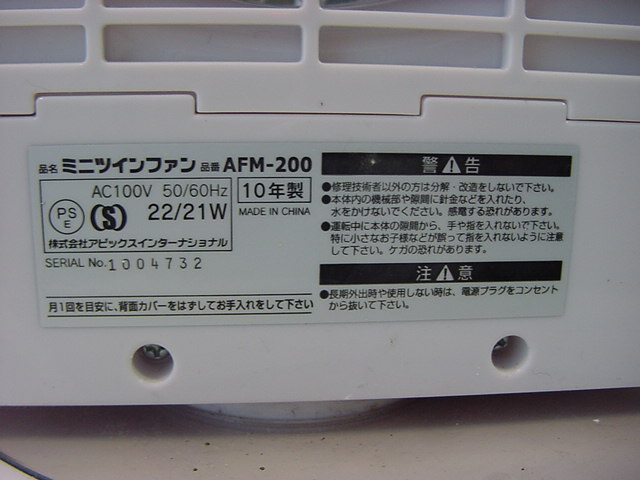 品名 ミニツインファン 品番 AFM-200
AC100V 50/60Hz
PS
E
S
22/21W
株式会社アピックスインターナショナル
10年製
MADE IN CHINA
SERIAL No.1004732
月1回を目安に、背面カバーをはずしてお手入れをして下さい
警⚠告
●修理技術者以外の方は分解・改造をしないで下さい。
●本体内の機械部や隙間に針金などを入れたり、
水をかけないでください。感電する恐れがあります。
●運転中に本体の隙間から、手や指を入れないで下さい。
特に小さなお子様などが誤って指を入れないように注意
して下さい。ケガの恐れがあります。
注⚠意
●長期外出時や使用しない時は、電源プラグをコンセント
から抜いて下さい。